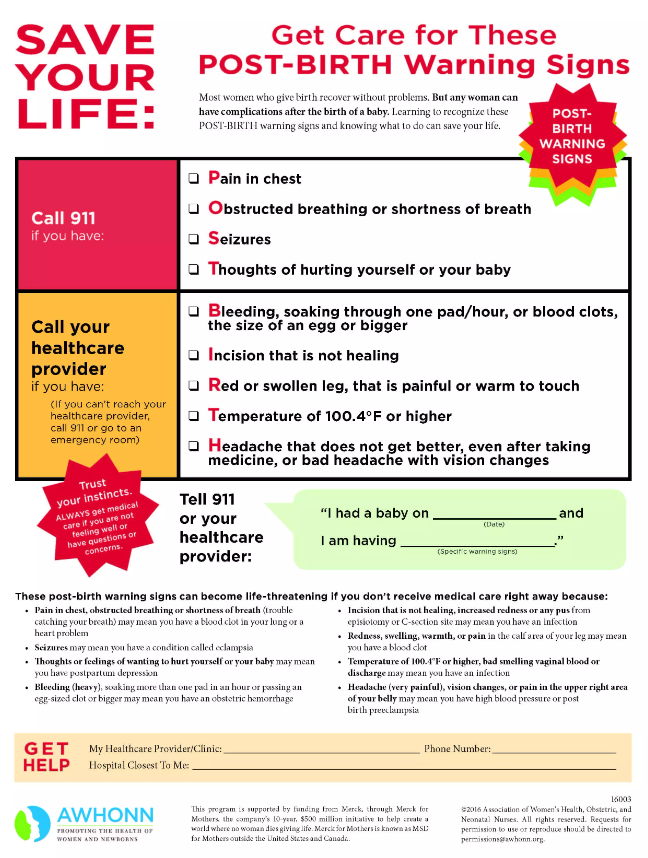 SAVE
YOUR
LIFE:
Get Care for These
POST-BIRTH Warning Signs
Most women who give birth recover without problems. But any woman can
have complications after the birth of a baby. Learning to recognize these
POST-BIRTH warning signs and knowing what to do can save your life.
POST-
BIRTH
WARNING
SIGNS
Call 911
if you have:
❑ Pain in chest
❑ Obstructed breathing or shortness of breath
❑ Seizures
❑ Thoughts of hurting yourself or your baby
Call your
healthcare
provider
if you have:
(If you can't reach your
healthcare provider,
call 911 or go to an
emergency room)
❑ Bleeding, soaking through one pad/hour, or blood clots,
the size of an egg or bigger
❑ Incision that is not healing
❑ Red or swollen leg, that is painful or warm to touch
❑ Temperature of 100.4°F or higher
❑ Headache that does not get better, even after taking
medicine, or bad headache with vision changes
Trust
your instincts.
ALWAYS get medical
care if you are not
feeling well or
have questions or
concerns.
Tell 911
or your
healthcare
provider:
"I had a baby on ________________ and
(Date)
I am having ____________________."
(Specific warning signs)
These post-birth warning signs can become life-threatening if you don't receive medical care right away because:
• Pain in chest, obstructed breathing or shortness of breath (trouble
catching your breath) may mean you have a blood clot in your lung or a
heart problem
• Seizures may mean you have a condition called eclampsia
• Thoughts or feelings of wanting to hurt yourself or your baby may mean
you have postpartum depression
• Bleeding (heavy), soaking more than one pad in an hour or passing an
egg-sized clot or bigger may mean you have an obstetric hemorrhage
• Incision that is not healing, increased redness or any pus from
episiotomy or C-section site may mean you have an infection
• Redness, swelling, warmth, or pain in the calf area of your leg may mean
you have a blood clot
• Temperature of 100.4°F or higher, bad smelling vaginal blood or
discharge may mean you have an infection
• Headache (very painful), vision changes, or pain in the upper right area
of your belly may mean you have high blood pressure or post
birth preeclampsia
GET
HELP
My Healthcare Provider/Clinic: ________________________ Phone Number: ________________
Hospital Closest To Me: ________________________________________________
AWHONN
PROMOTING THE HEALTH OF
WOMEN AND NEWBORNS
This program is supported by funding from Merck, through Merck for
Mothers, the company's 10-year, $500 million initiative to help create a
world where no woman dies giving life. Merck for Mothers is known as MSD
for Mothers outside the United States and Canada.
16003
©2016 Association of Women's Health, Obstetric, and
Neonatal Nurses. All rights reserved. Requests for
permission to use or reproduce should be directed to
permissions@awhonn.org.